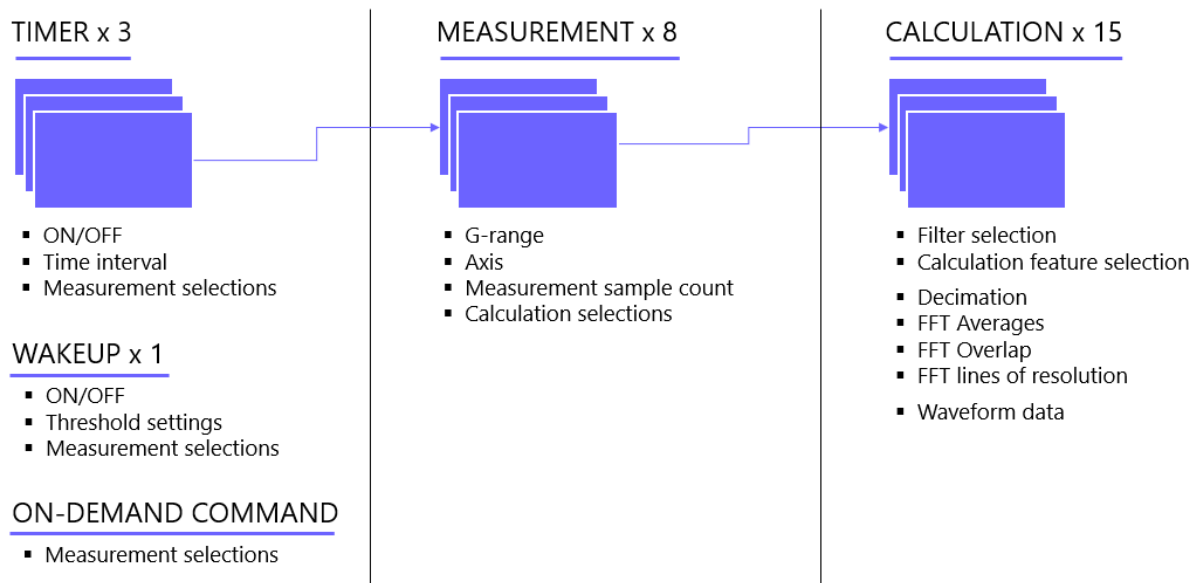 TIMER x 3
▪ ON/OFF
▪ Time interval
▪ Measurement selections
WAKEUP x 1
▪ ON/OFF
▪ Threshold settings
▪ Measurement selections
ON-DEMAND COMMAND
▪ Measurement selections
MEASUREMENT x 8
▪ G-range
▪ Axis
▪ Measurement sample count
▪ Calculation selections
CALCULATION x 15
▪ Filter selection
▪ Calculation feature selection
▪ Decimation
▪ FFT Averages
▪ FFT Overlap
▪ FFT lines of resolution
▪ Waveform data